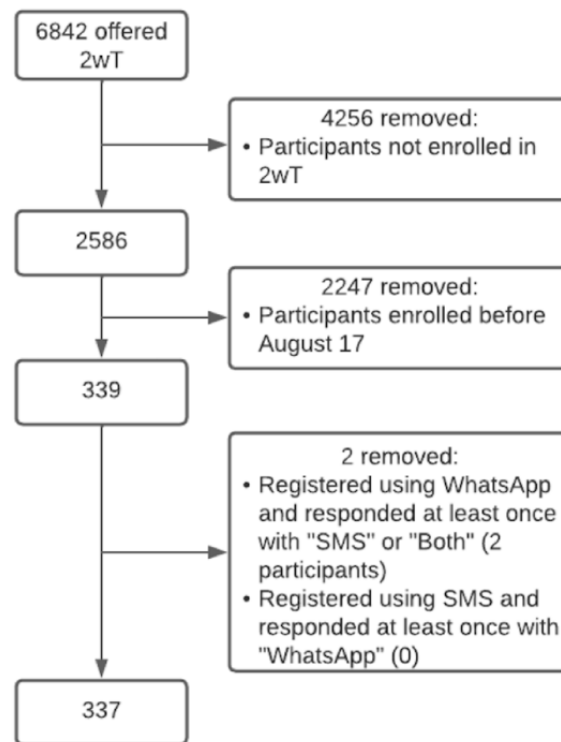 6842 offered
2wT
4256 removed:
• Participants not enrolled in
2wT
2586
2247 removed:
• Participants enrolled before
August 17
339
2 removed:
• Registered using WhatsApp
and responded at least once
with "SMS" or "Both" (2
participants)
• Registered using SMS and
responded at least once with
"WhatsApp" (0)
337